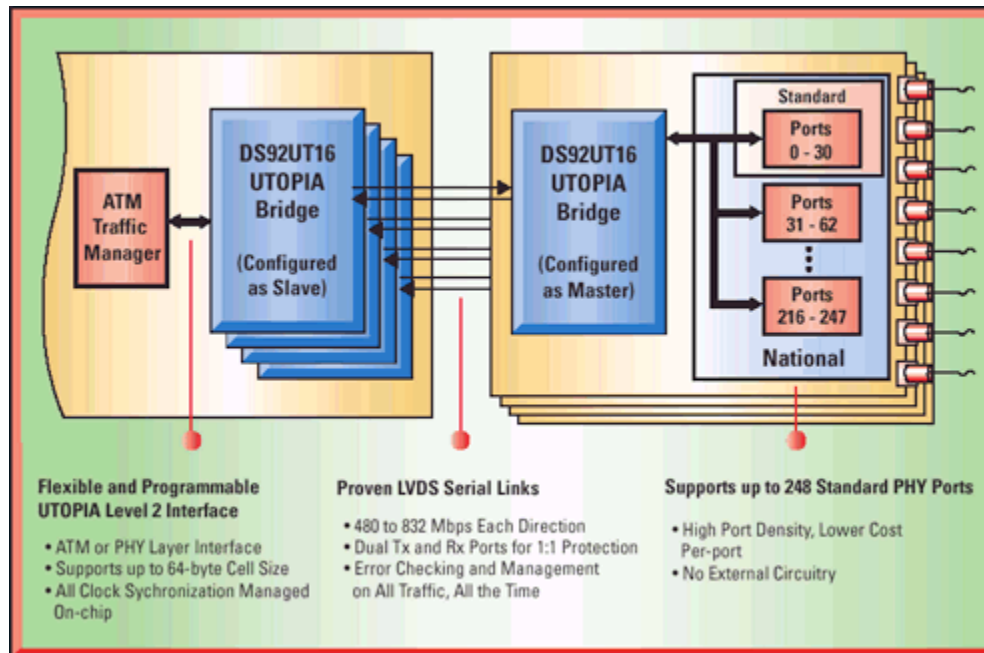 ATM
Traffic
Manager
DS92UT16
UTOPIA
Bridge
(Configured
as Slave)
DS92UT16
UTOPIA
Bridge
(Configured
as Master)
Standard
Ports
0 - 30
Ports
31 - 62
Ports
216 - 247
National
Flexible and Programmable
UTOPIA Level 2 Interface
• ATM or PHY Layer Interface
• Supports up to 64-byte Cell Size
• All Clock Sychronization Managed
On-chip
Proven LVDS Serial Links
• 480 to 832 Mbps Each Direction
• Dual Tx and Rx Ports for 1:1 Protection
• Error Checking and Management
on All Traffic, All the Time
Supports up to 248 Standard PHY Ports
• High Port Density, Lower Cost
Per-port
• No External Circuitry